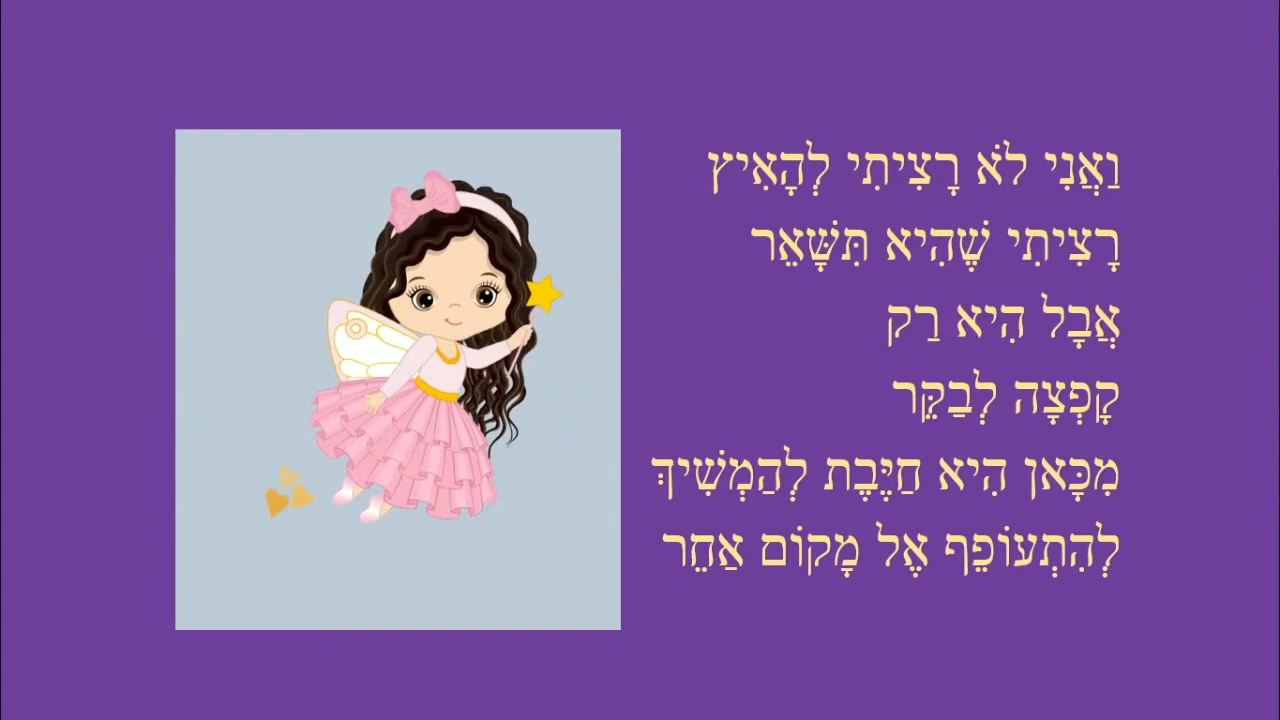 וַאֲנִי לֹא רָצִיתִי לְהָאִיץ
רָצִיתִי שֶׁהִיא תִּשָּׁאֵר
אֲבָל הִיא רַק
קָפְצָה לְבַקֵּר
מִכָּאן הִיא חַיֶּבֶת לְהַמְשִׁיךְ
לְהִתְעוֹפֵף אֶל מָקוֹם אַחֵר